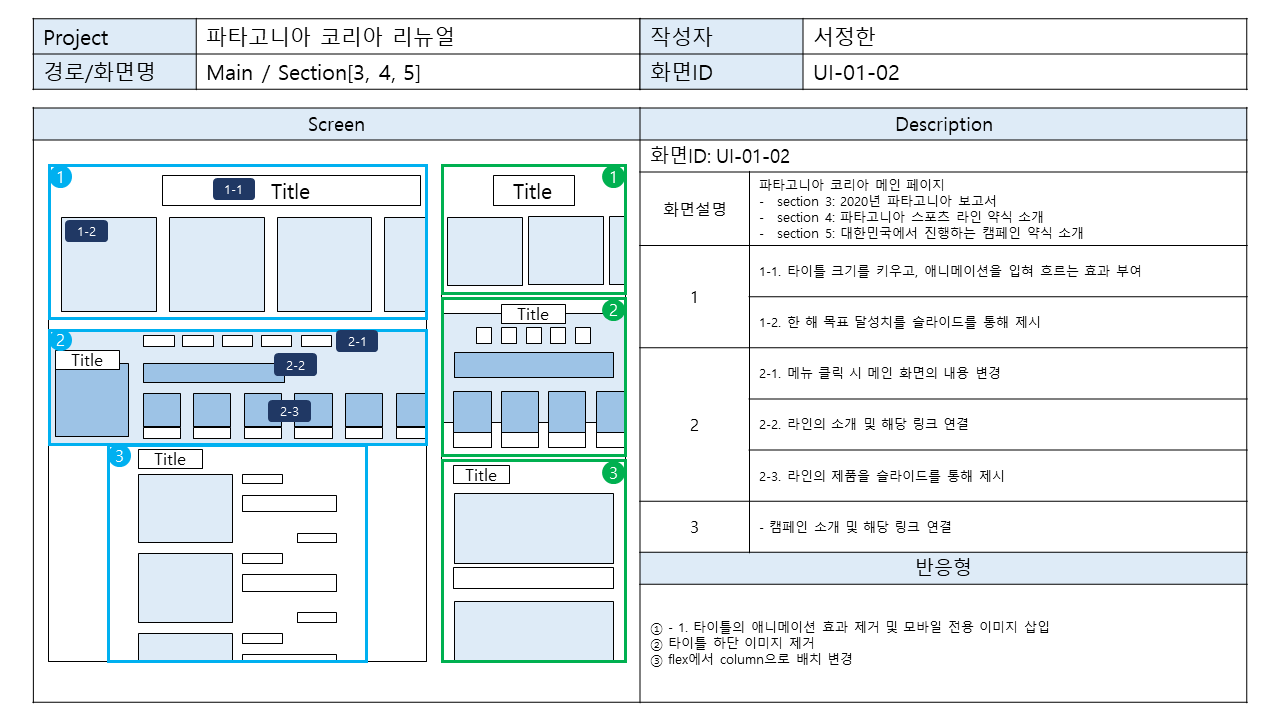 Project 파타고니아 코리아 리뉴얼 작성자 서정한
경로/화면명 Main / Section[3, 4, 5] 화면ID UI-01-02
Screen
1
1-1 Title
1-2
2
Title
2-1
2-2
2-3
3
Title
1
Title
2
Title
3
Title
Description
화면ID: UI-01-02
화면설명
파타고니아 코리아 메인 페이지
- section 3: 2020년 파타고니아 보고서
- section 4: 파타고니아 스포츠 라인 약식 소개
- section 5: 대한민국에서 진행하는 캠페인 약식 소개
1
1-1. 타이틀 크기를 키우고, 애니메이션을 입혀 흐르는 효과 부여
1-2. 한 해 목표 달성치를 슬라이드를 통해 제시
2
2-1. 메뉴 클릭 시 메인 화면의 내용 변경
2-2. 라인의 소개 및 해당 링크 연결
2-3. 라인의 제품을 슬라이드를 통해 제시
3
- 캠페인 소개 및 해당 링크 연결
반응형
① - 1. 타이틀의 애니메이션 효과 제거 및 모바일 전용 이미지 삽입
② 타이틀 하단 이미지 제거
③ flex에서 column으로 배치 변경